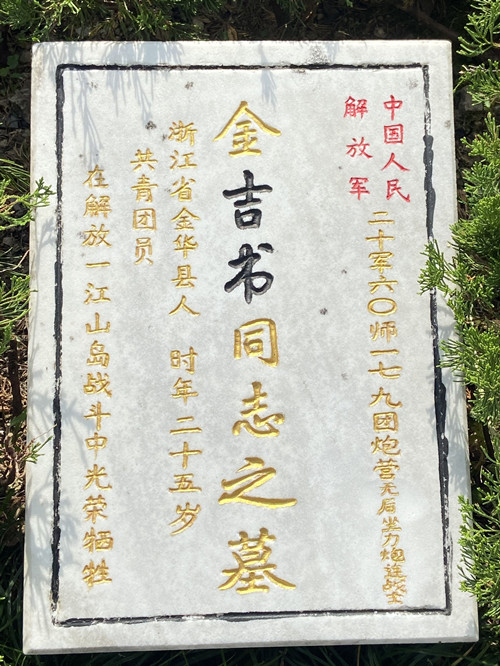 中国人民
解放军
二十军六〇师一七九团炮营无后坐力炮连战士
金吉书同志之墓
浙江省金华县人 时年二十五岁
共青团员
在解放一江山岛战斗中光荣牺牲